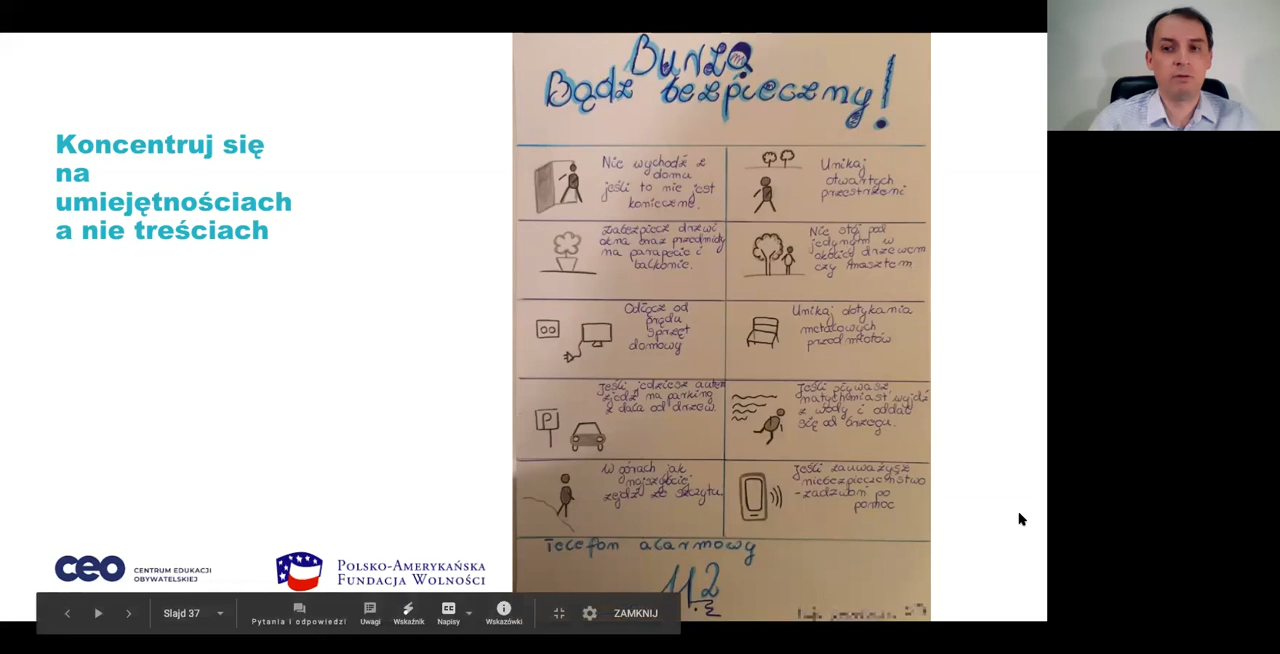 Koncentruj się
na
umiejętnościach
a nie treściach
Burza
Bądź bezpieczny!
Nie wychodź z
domu
jeśli to nie jest
konieczne.
Unikaj
otwartych
przestrzeni
Zabezpiecz drzwi
okna oraz przedmioty
na parapecie i
balkonie.
Nie stój pod
jedynym w
okolicy drzewem
czy masztem
Odłącz od
prądu
sprzęt
domowy
Unikaj dotykania
metalowych
przedmiotów
Jeśli jedziesz autem
zjedź na parking
z dala od drzew.
P
Jeśli pływasz
natychmiast wyjdź
z wody i oddal
się od brzegu.
W górach jak
najszybciej
zejdź ze szczytu.
Jeśli zauważysz
niebezpieczeństwo
- zadzwoń po
pomoc
Telefon alarmowy
112
ceo CENTRUM EDUKACJI
OBYWATELSKIEJ
POLSKO-AMERYKAŃSKA
FUNDACJA WOLNOŚCI
Slajd 37
Pytania i odpowiedzi
Uwagi
Wskaźnik
Napisy
Wskazówki
ZAMKNIJ